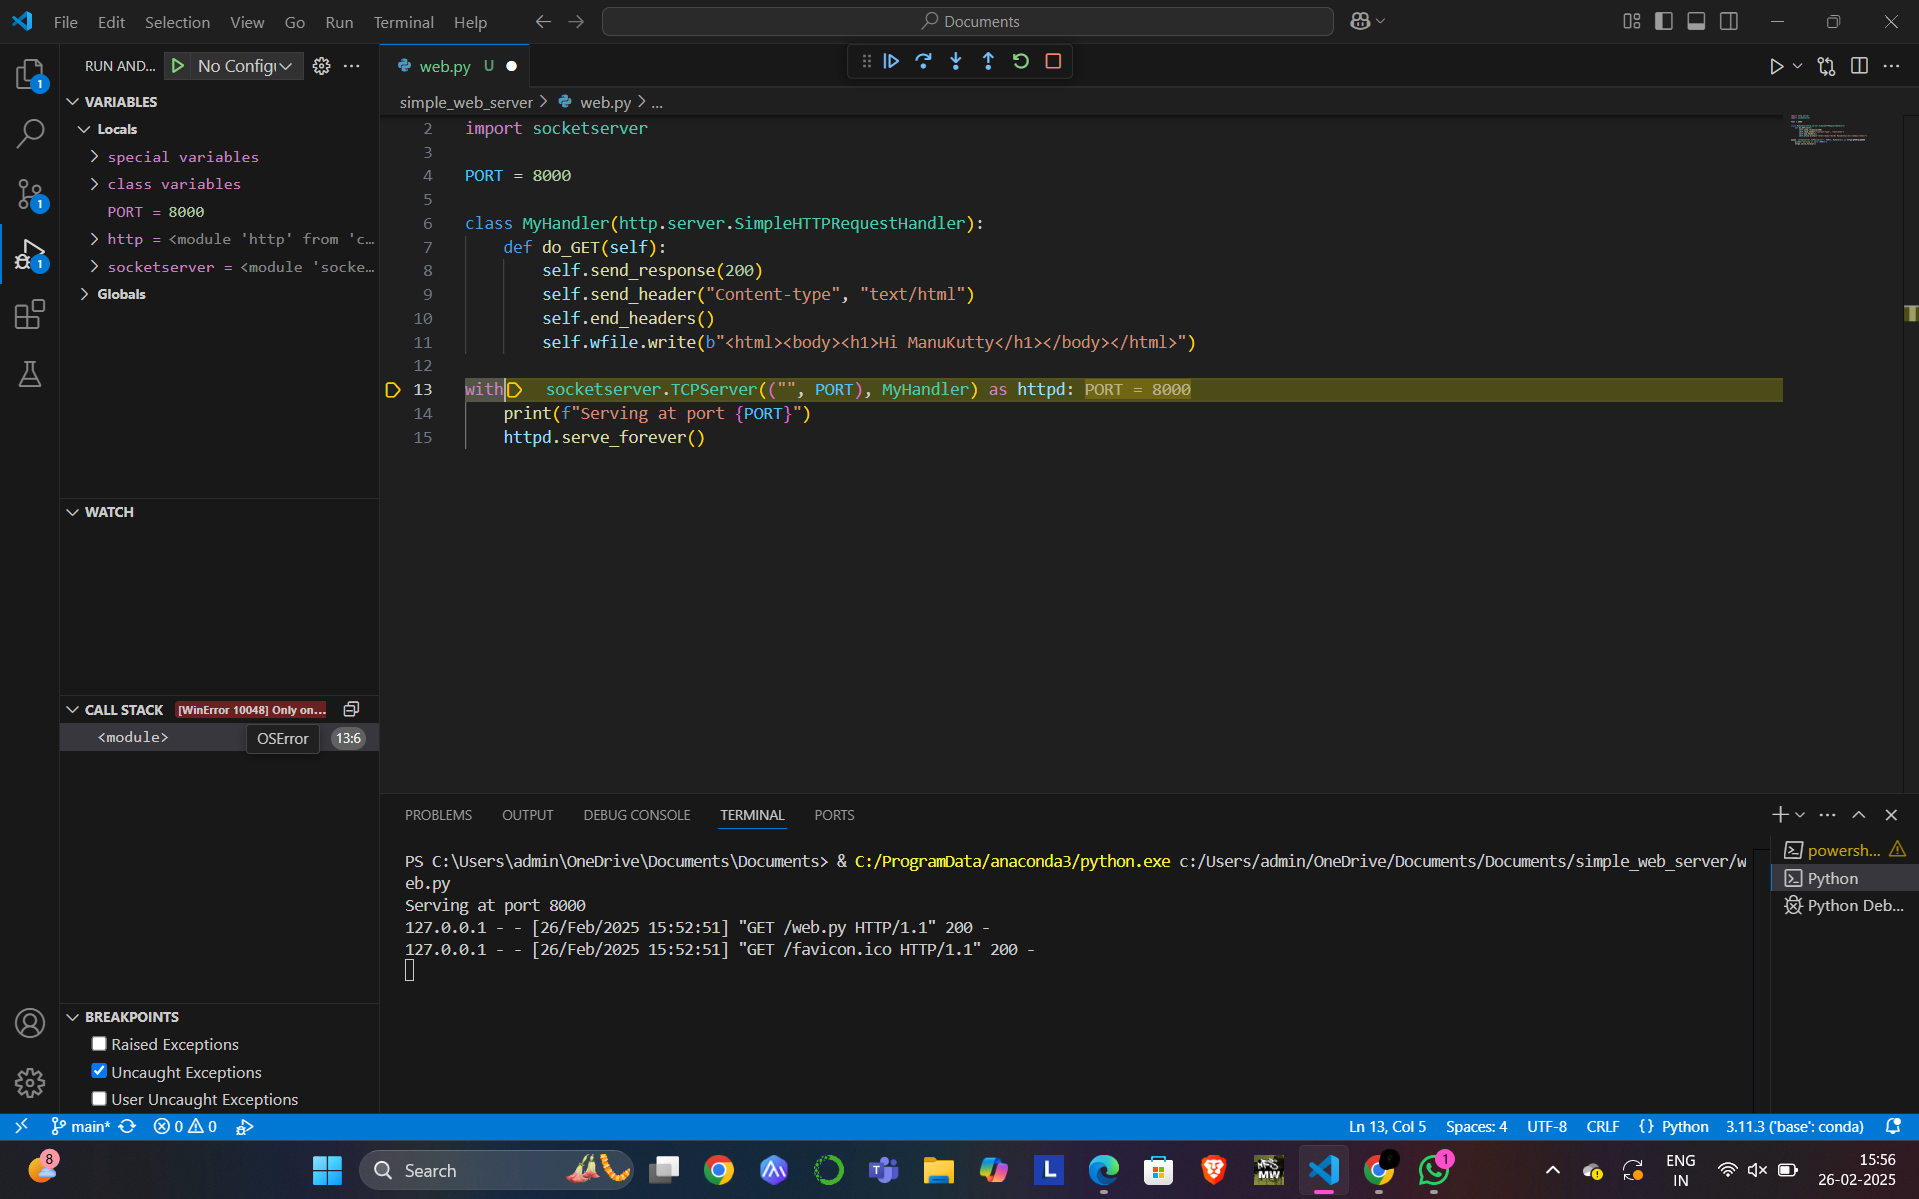 File Edit Selection View Go Run Terminal Help
Documents
RUN AND... No Config
web.py U
VARIABLES
simple_web_server > web.py > ...
Locals
special variables
class variables
PORT = 8000
http = <module 'http' from 'c...
socketserver = <module 'socke...
Globals
2 import socketserver
3
4 PORT = 8000
5
6 class MyHandler(http.server.SimpleHTTPRequestHandler):
7 def do_GET(self):
8 self.send_response(200)
9 self.send_header("Content-type", "text/html")
10 self.end_headers()
11 self.wfile.write(b"<html><body><h1>Hi ManuKutty</h1></body></html>")
12
13 with socketserver.TCPServer(("", PORT), MyHandler) as httpd: PORT = 8000
14 print(f"Serving at port {PORT}")
15 httpd.serve_forever()
WATCH
CALL STACK [WinError 10048] Only on...
<module> OSError 13:6
BREAKPOINTS
Raised Exceptions
Uncaught Exceptions
User Uncaught Exceptions
PROBLEMS OUTPUT DEBUG CONSOLE TERMINAL PORTS
PS C:\Users\admin\OneDrive\Documents\Documents> & C:/ProgramData/anaconda3/python.exe c:/Users/admin/OneDrive/Documents/Documents/simple_web_server/w
eb.py
Serving at port 8000
127.0.0.1 - - [26/Feb/2025 15:52:51] "GET /web.py HTTP/1.1" 200 -
127.0.0.1 - - [26/Feb/2025 15:52:51] "GET /favicon.ico HTTP/1.1" 200 -
powersh...
Python
Python Deb...
1
1
1
main* 0 0 Ln 13, Col 5 Spaces: 4 UTF-8 CRLF {} Python 3.11.3 ('base': conda)
8 Search L MW 1 ENG 15:56
IN 26-02-2025